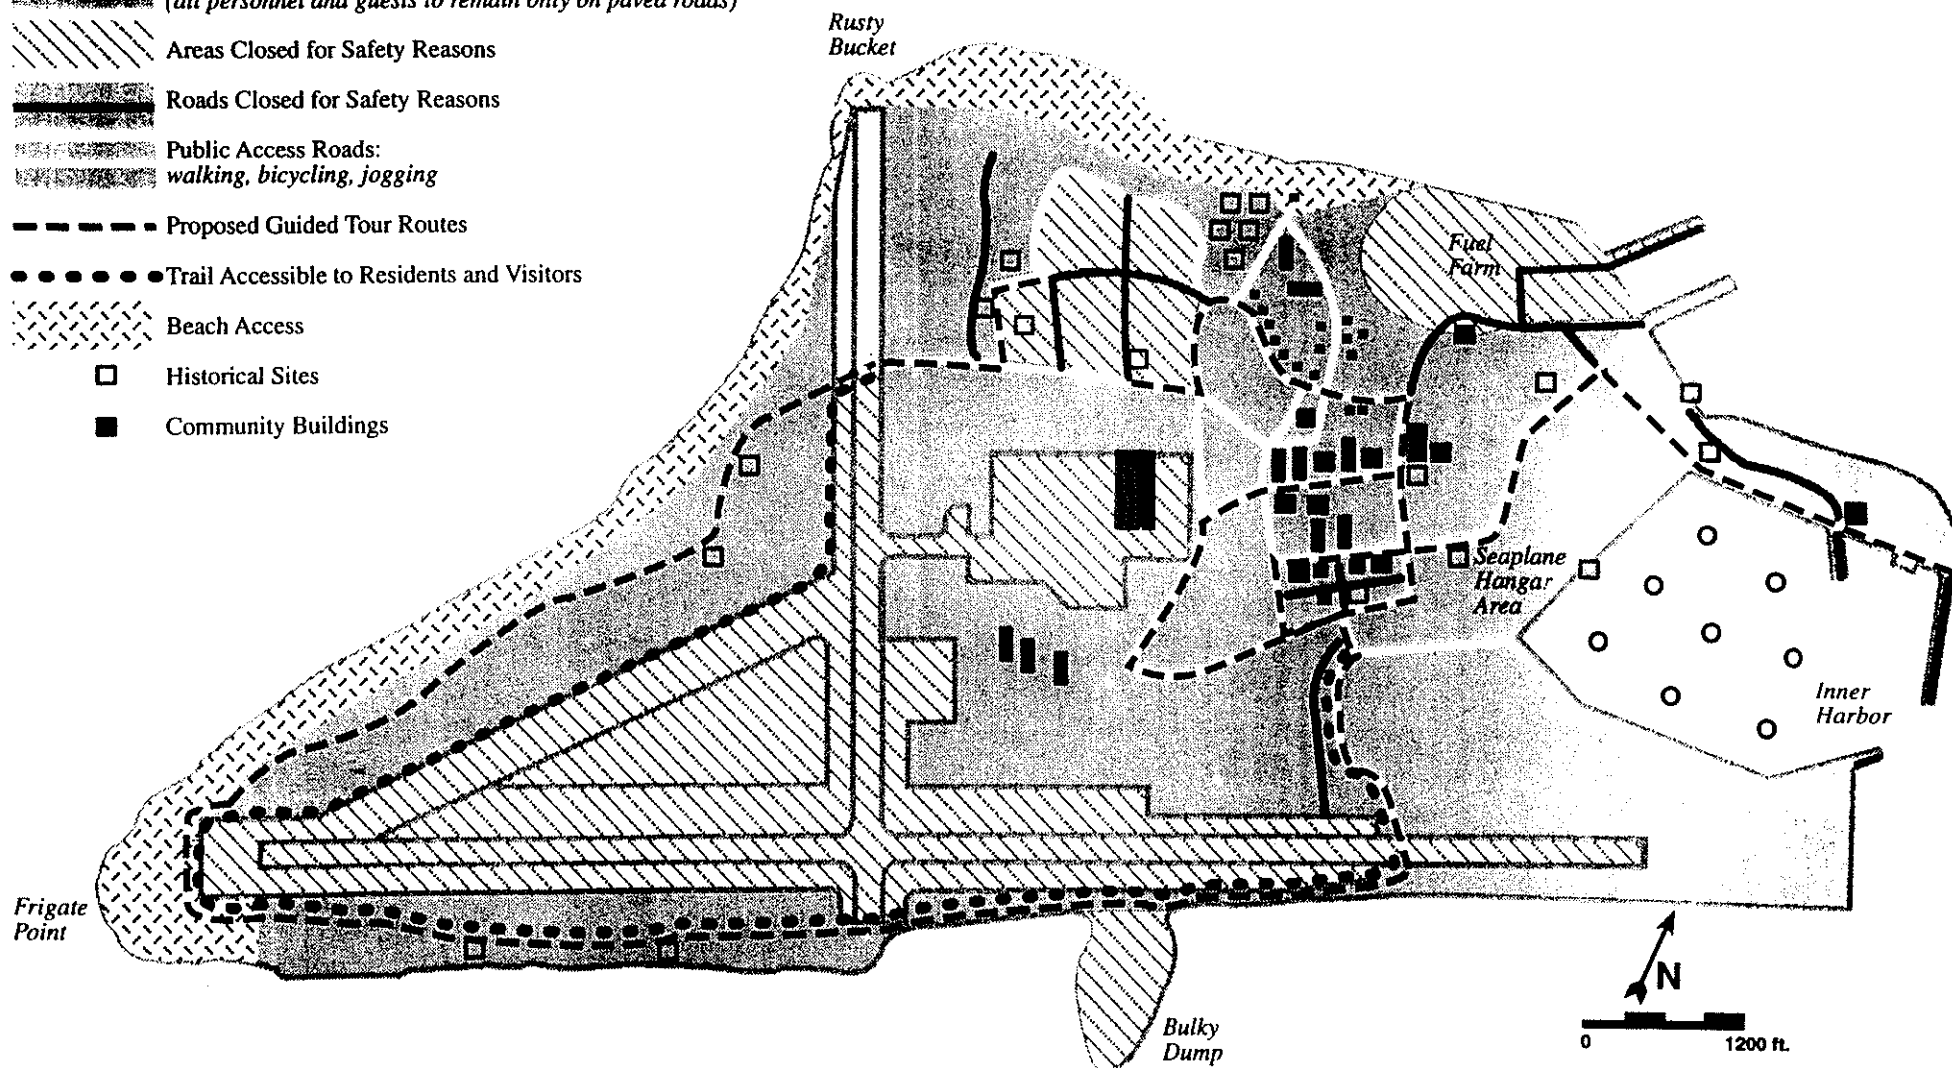 (all personnel and guests to remain only on paved roads)
Areas Closed for Safety Reasons
Roads Closed for Safety Reasons
Public Access Roads:
walking, bicycling, jogging
Proposed Guided Tour Routes
Trail Accessible to Residents and Visitors
Beach Access
Historical Sites
Community Buildings
Rusty
Bucket
Fuel
Farm
Seaplane
Hangar
Area
Inner
Harbor
Frigate
Point
Bulky
Dump
N
0 1200 ft.